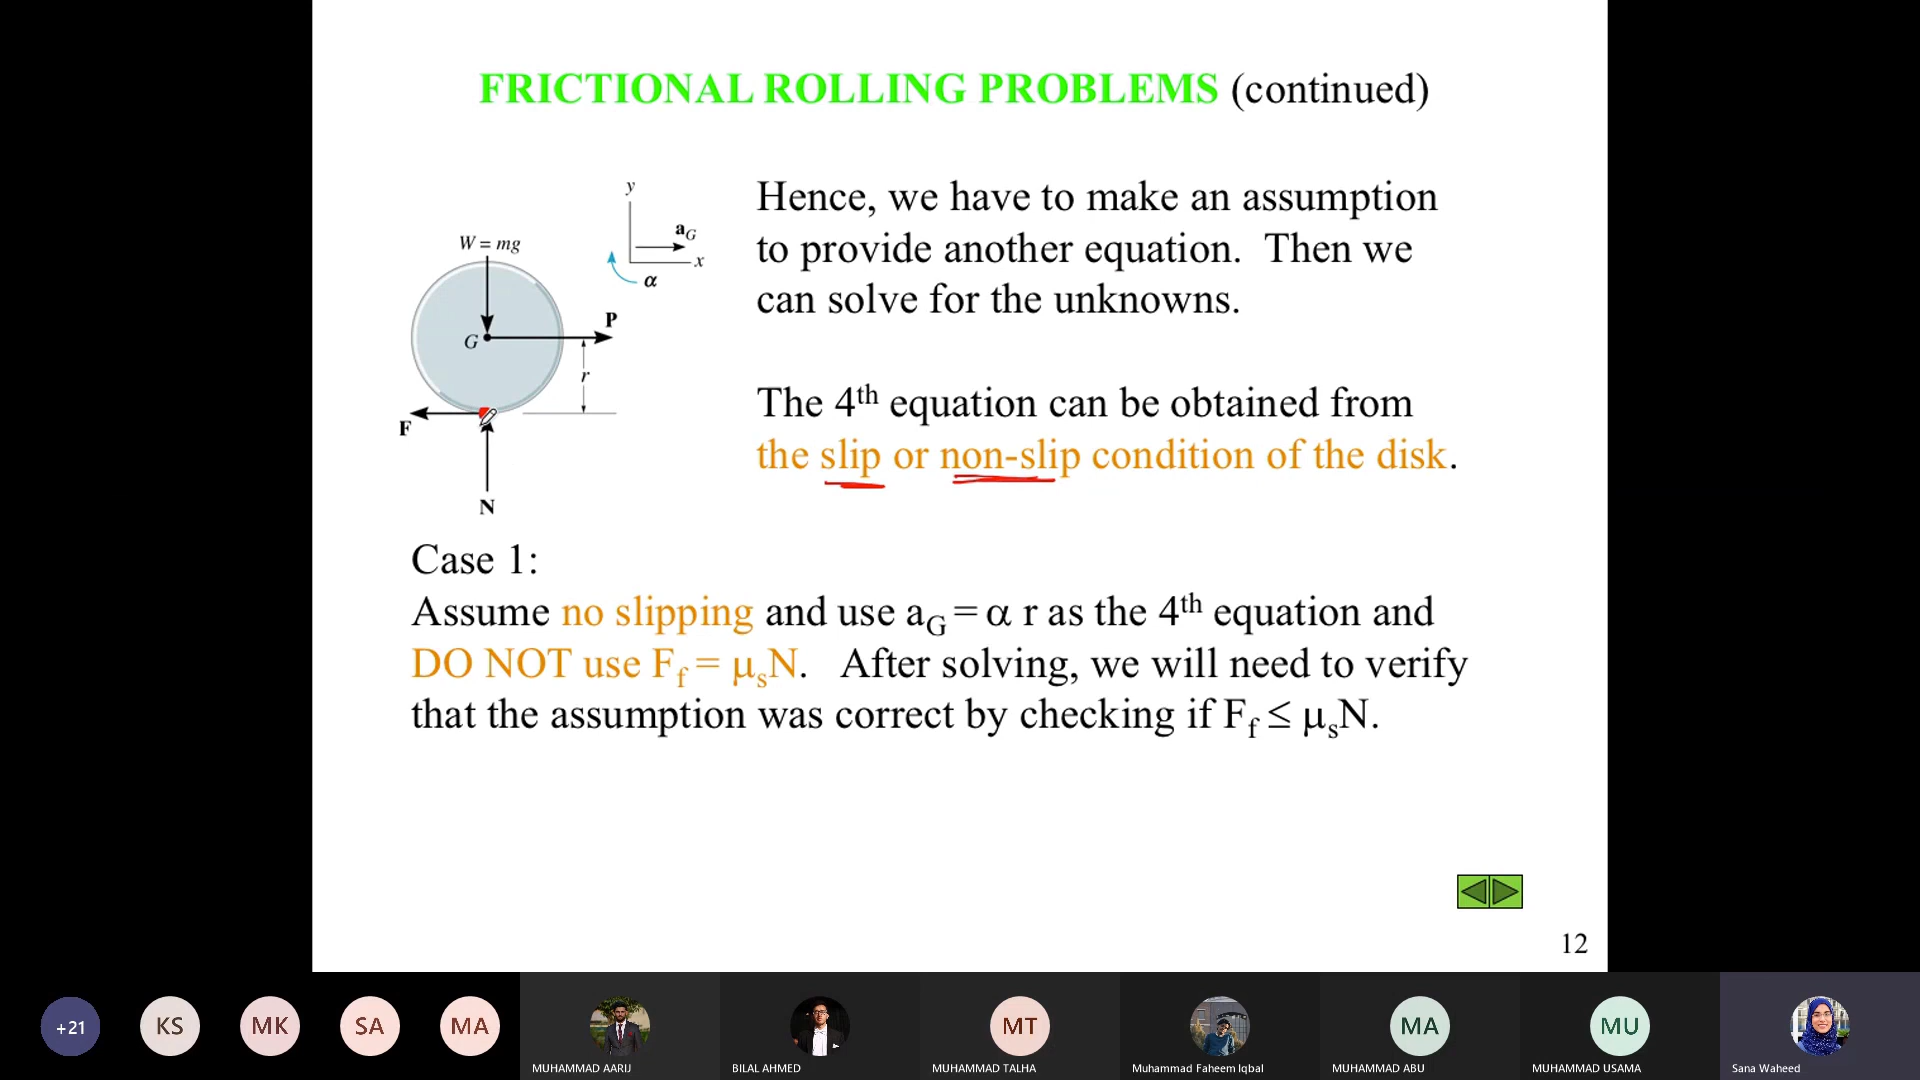 FRICTIONAL ROLLING PROBLEMS (continued)
y
a_G
x
α
W = mg
G
P
r
F
N
Hence, we have to make an assumption
to provide another equation. Then we
can solve for the unknowns.
The 4th equation can be obtained from
the slip or non-slip condition of the disk.
Case 1:
Assume no slipping and use a_G = α r as the 4th equation and
DO NOT use F_f = μ_sN. After solving, we will need to verify
that the assumption was correct by checking if F_f ≤ μ_sN.
12
+21
KS
MK
SA
MA
MUHAMMAD AARIJ
BILAL AHMED
MT
MUHAMMAD TALHA
Muhammad Faheem Iqbal
MA
MUHAMMAD ABU
MU
MUHAMMAD USAMA
Sana Waheed